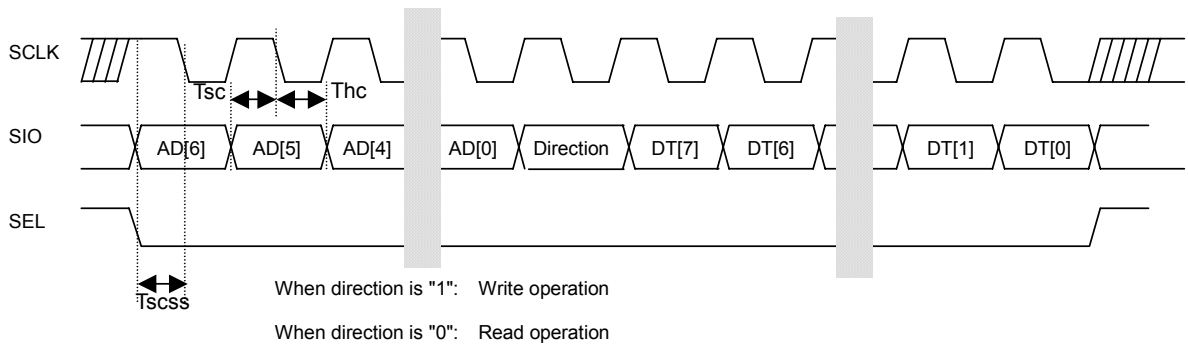 SCLK
Tsc Thc
SIO AD[6] AD[5] AD[4] AD[0] Direction DT[7] DT[6] DT[1] DT[0]
SEL
Tscss
When direction is "1": Write operation
When direction is "0": Read operation